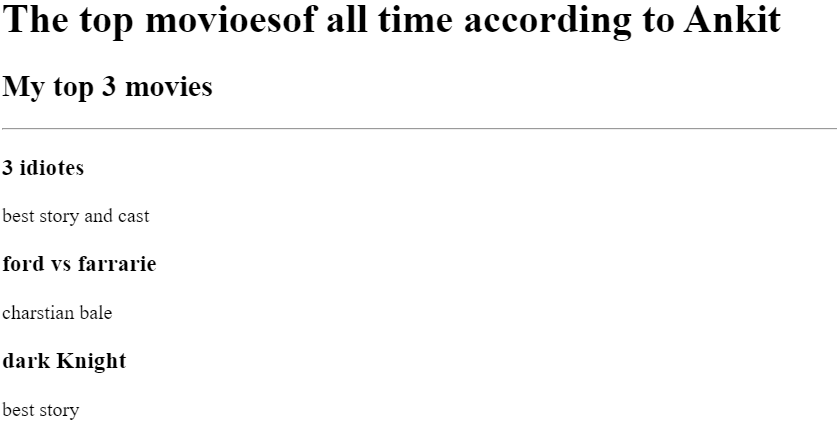 The top movioesof all time according to Ankit
My top 3 movies
3 idiotes
best story and cast
ford vs farrarie
charstian bale
dark Knight
best story